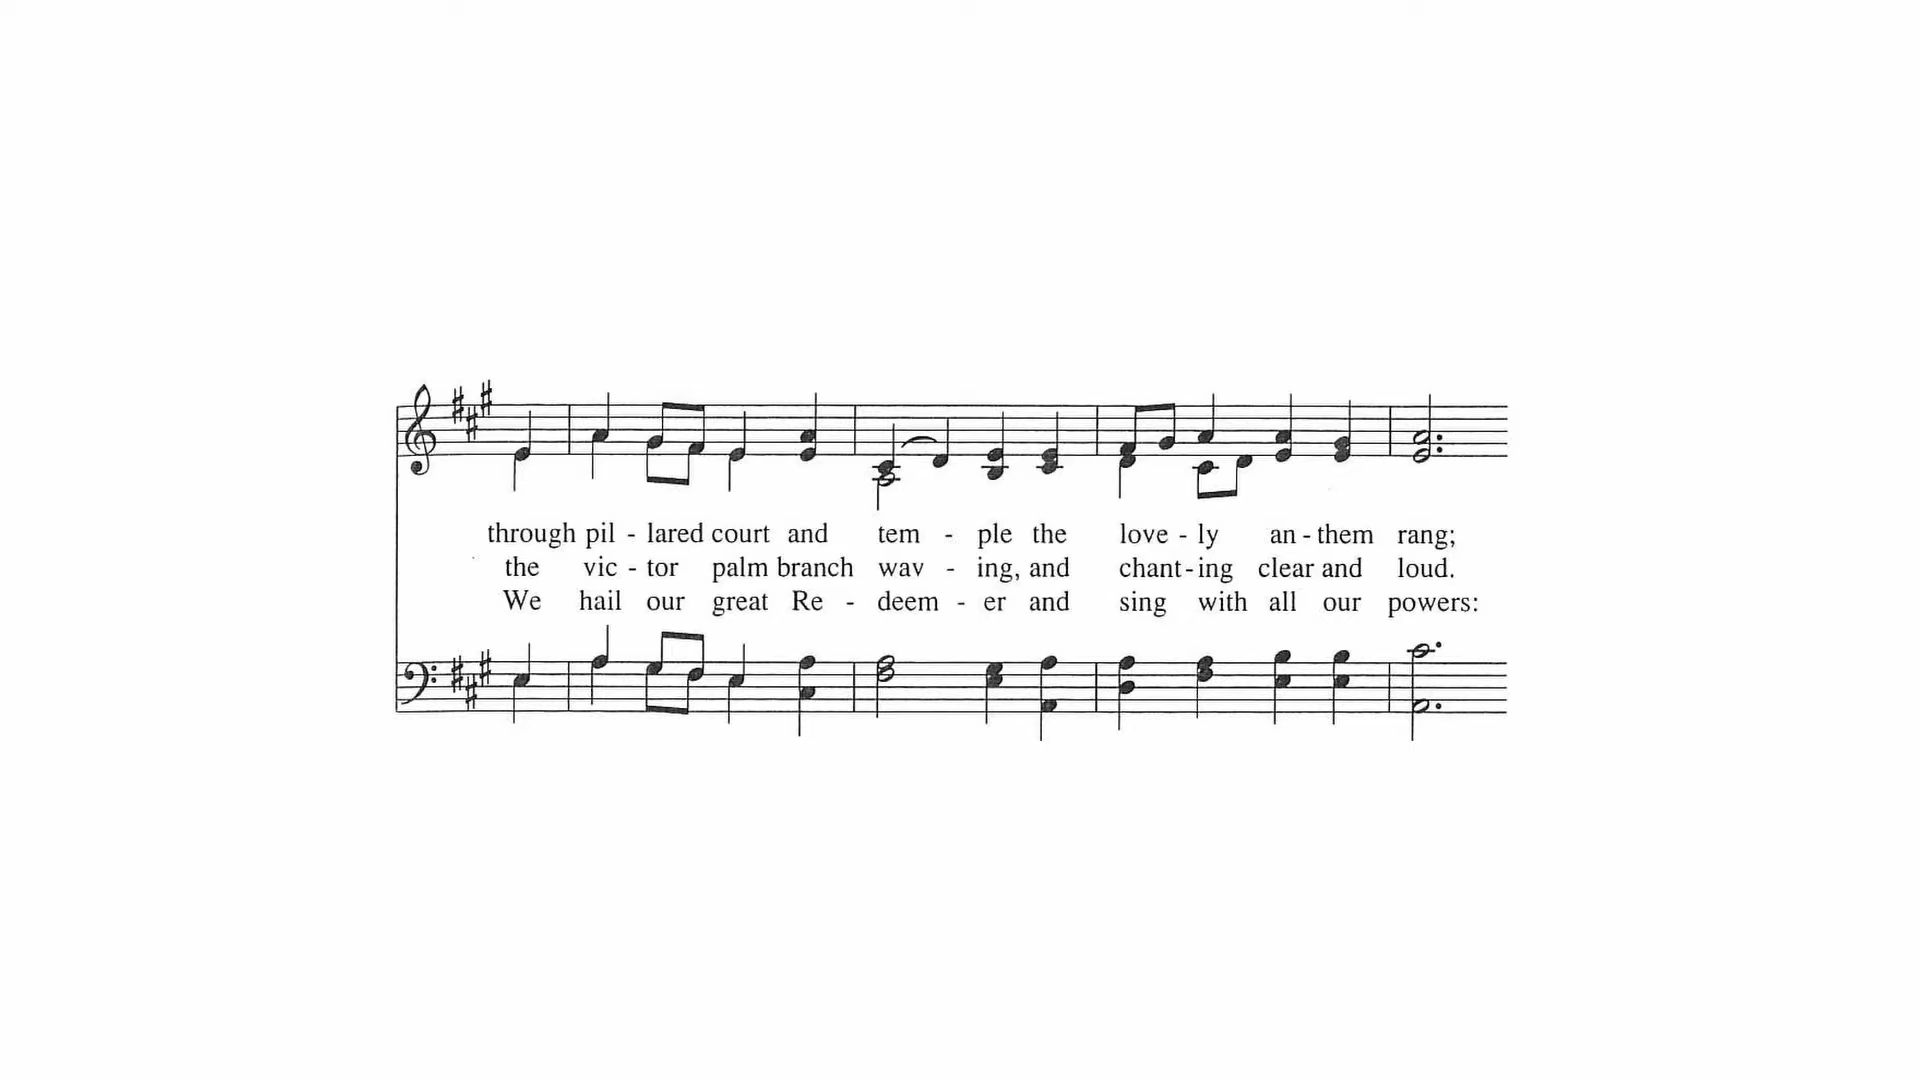 through pil - lared court and tem - ple the love - ly an - them rang;
the vic - tor palm branch wav - ing, and chant - ing clear and loud.
We hail our great Re - deem - er and sing with all our powers: